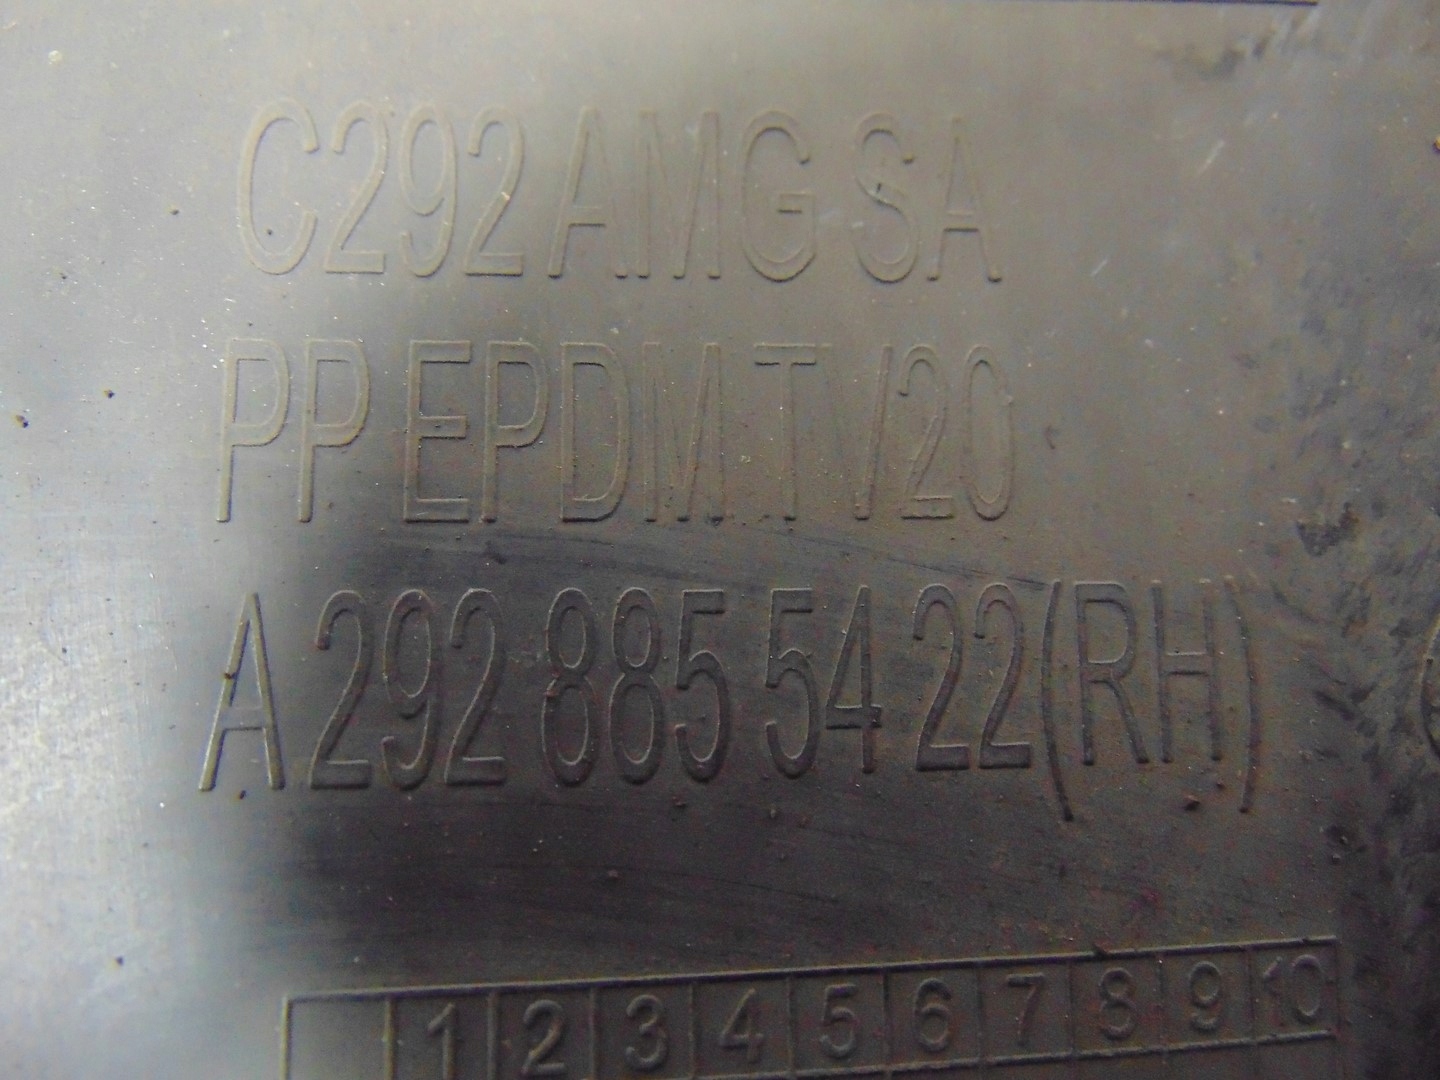 C292 AMG SA
PP EPDM TV20
A 292 885 54 22 (RH)
1 2 3 4 5 6 7 8 9 10